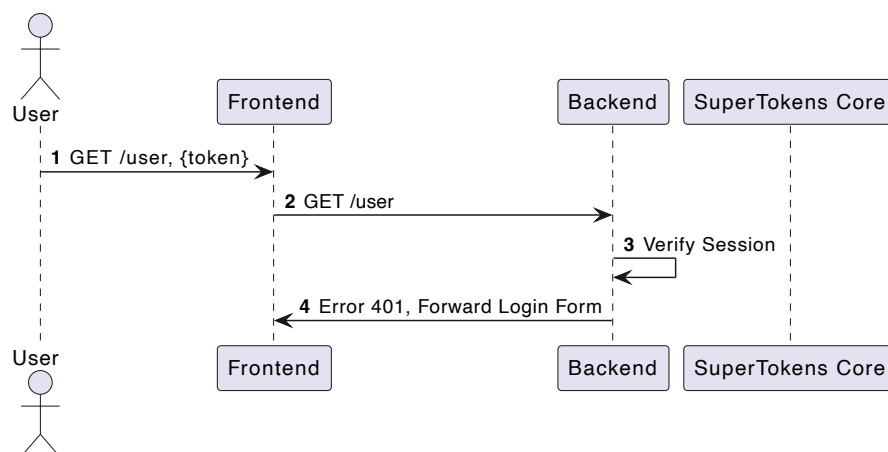 User
Frontend
Backend
SuperTokens Core
1 GET /user, {token}
2 GET /user
3 Verify Session
4 Error 401, Forward Login Form
User
Frontend
Backend
SuperTokens Core